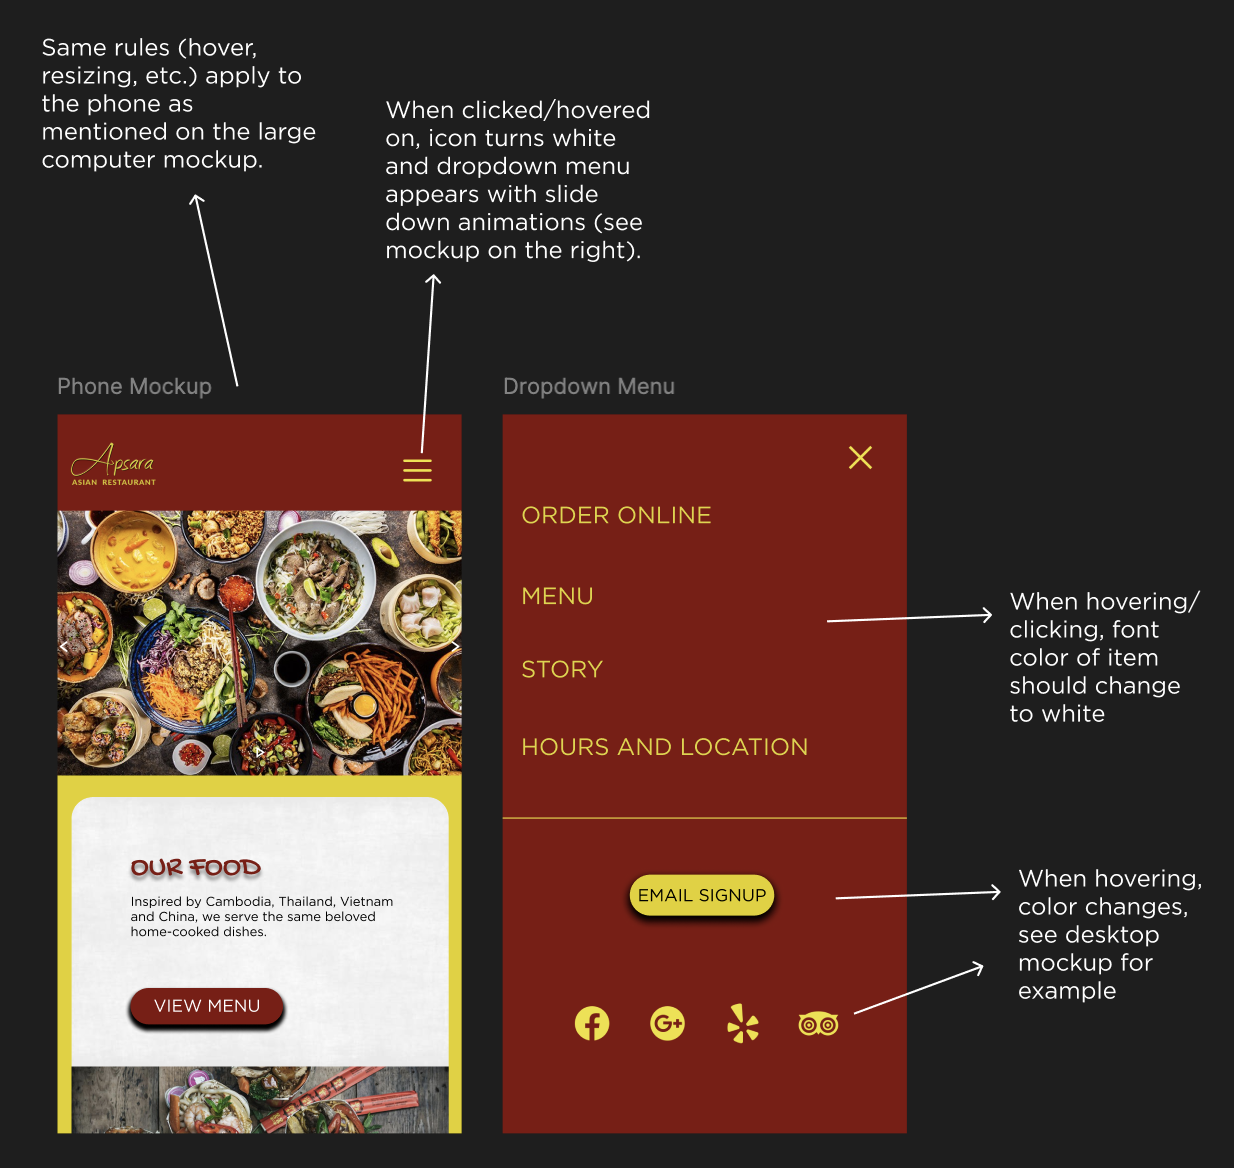 Same rules (hover,
resizing, etc.) apply to
the phone as
mentioned on the large
computer mockup.
When clicked/hovered
on, icon turns white
and dropdown menu
appears with slide
down animations (see
mockup on the right).
Phone Mockup
Apsara
ASIAN RESTAURANT
OUR FOOD
Inspired by Cambodia, Thailand, Vietnam
and China, we serve the same beloved
home-cooked dishes.
VIEW MENU
Dropdown Menu
ORDER ONLINE
MENU
STORY
HOURS AND LOCATION
EMAIL SIGNUP
G+
When hovering/
clicking, font
color of item
should change
to white
When hovering,
color changes,
see desktop
mockup for
example